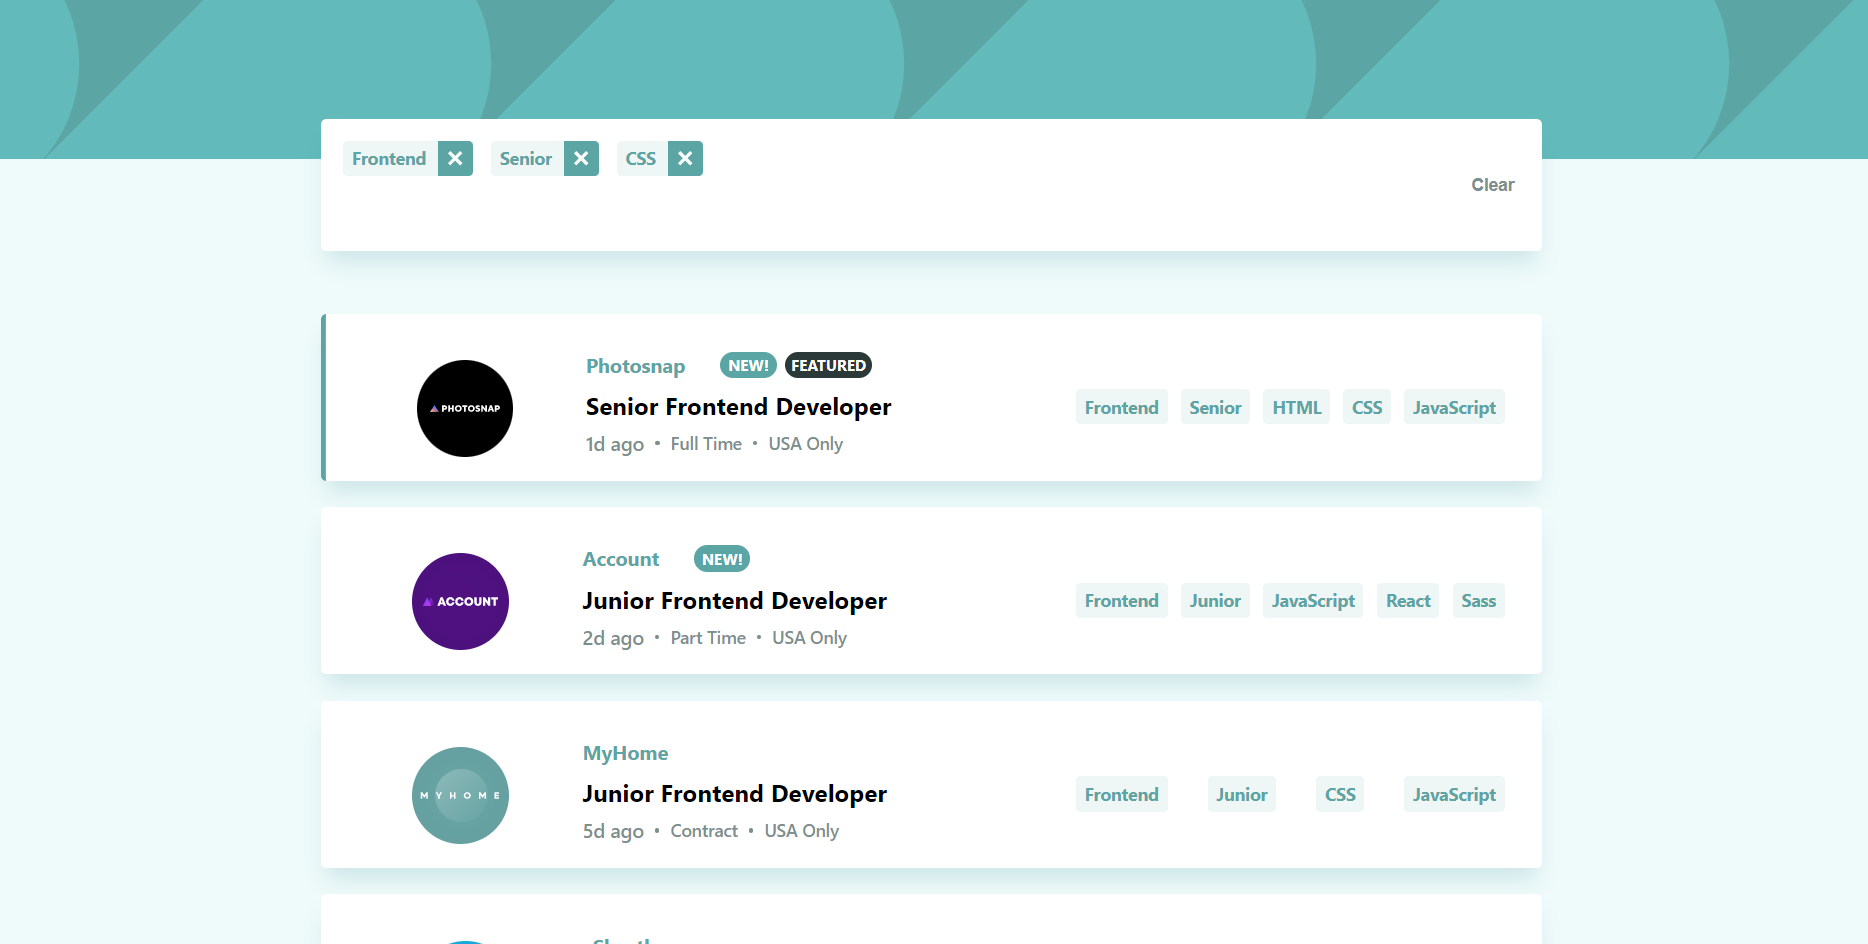 Frontend Senior CSS
Clear
PHOTOSNAP
Photosnap NEW! FEATURED
Senior Frontend Developer
1d ago • Full Time • USA Only
Frontend Senior HTML CSS JavaScript
ACCOUNT
Account NEW!
Junior Frontend Developer
2d ago • Part Time • USA Only
Frontend Junior JavaScript React Sass
MYHOME
MyHome
Junior Frontend Developer
5d ago • Contract • USA Only
Frontend Junior CSS JavaScript